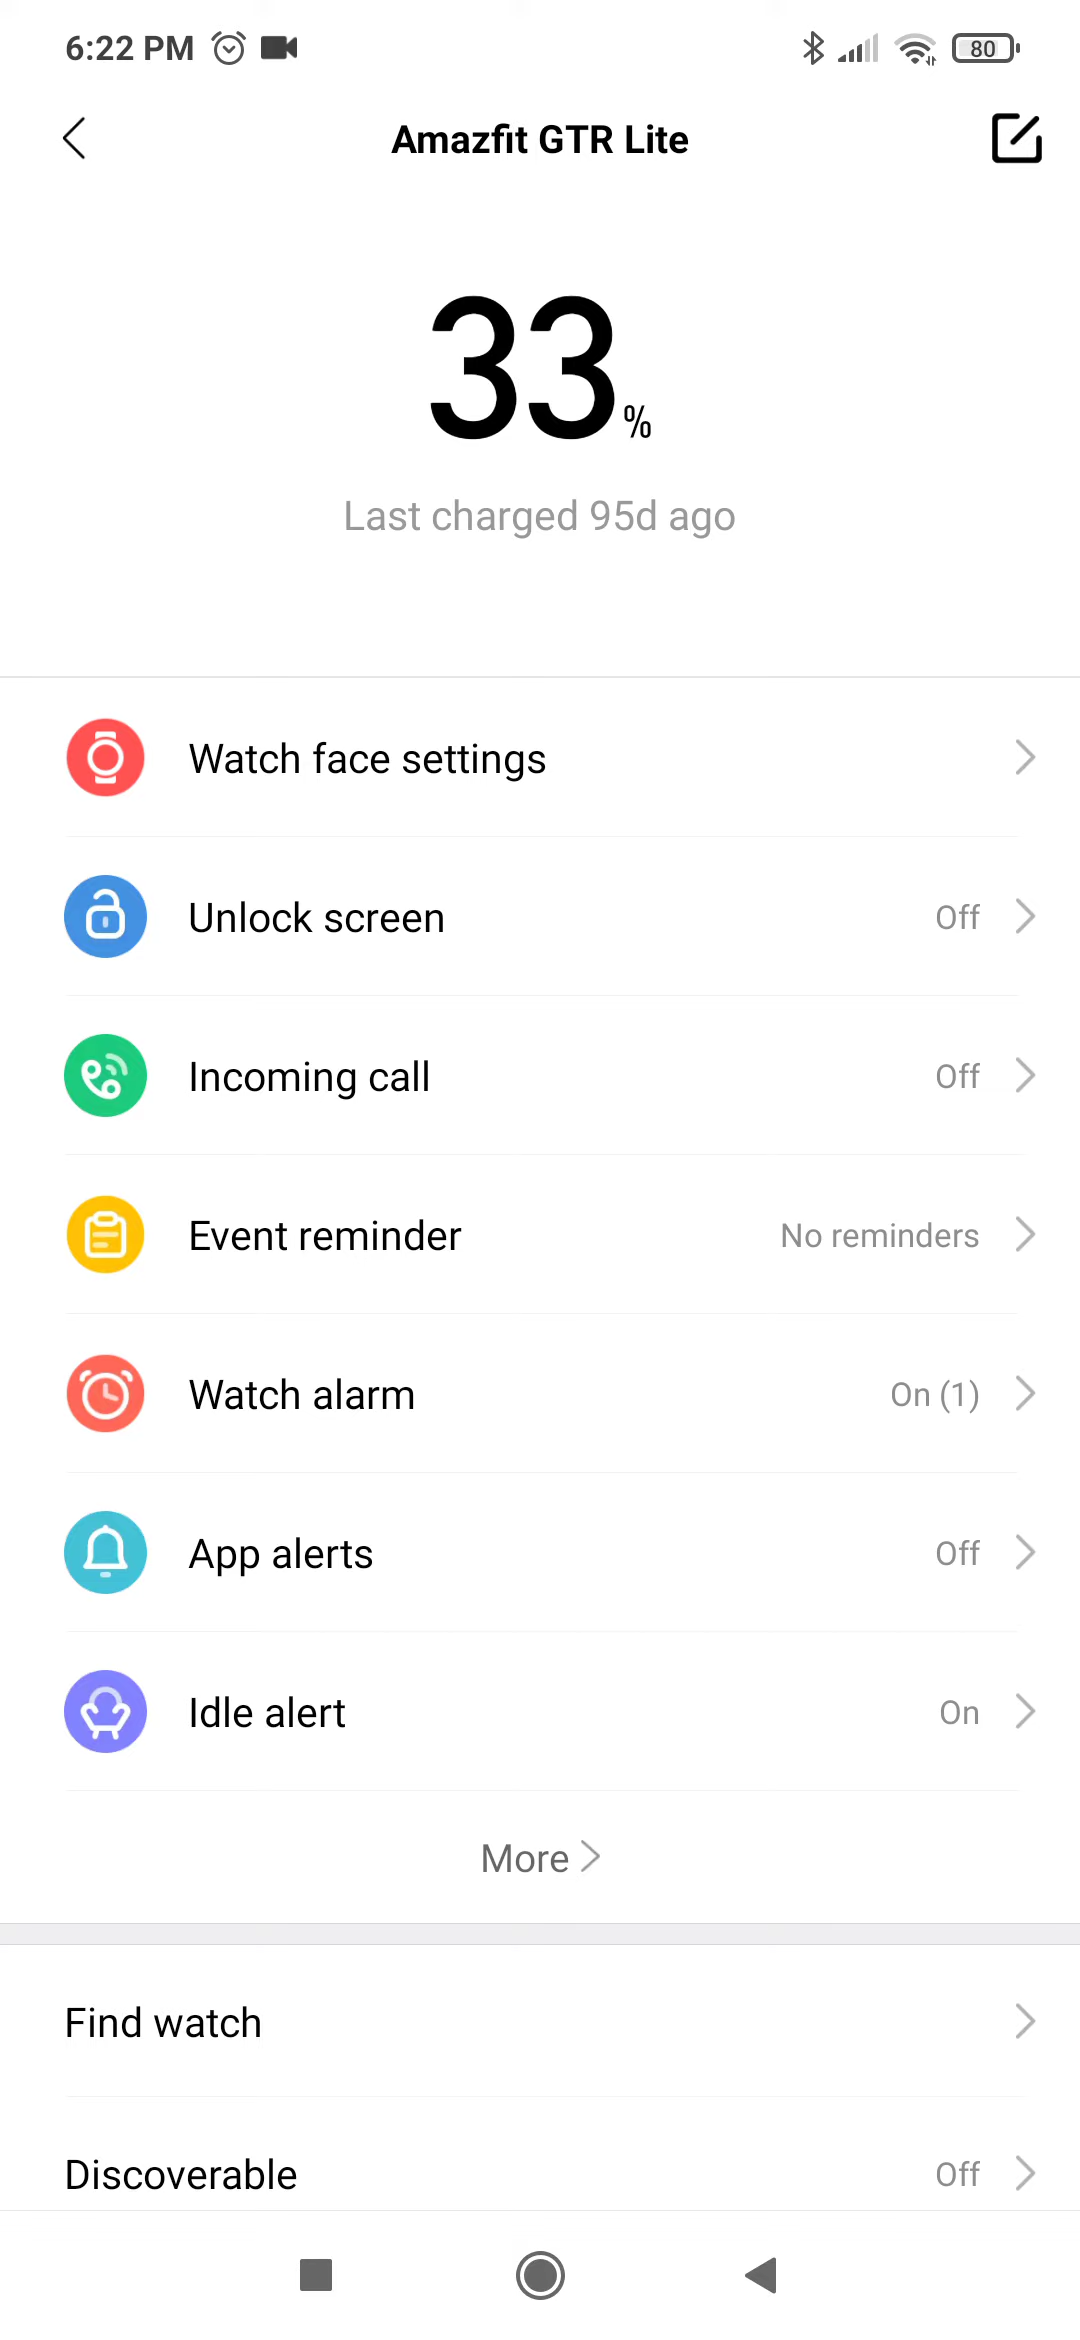 6:22 PM
80
Amazfit GTR Lite
33%
Last charged 95d ago
Watch face settings
Unlock screen Off
Incoming call Off
Event reminder No reminders
Watch alarm On (1)
App alerts Off
Idle alert On
More
Find watch
Discoverable Off